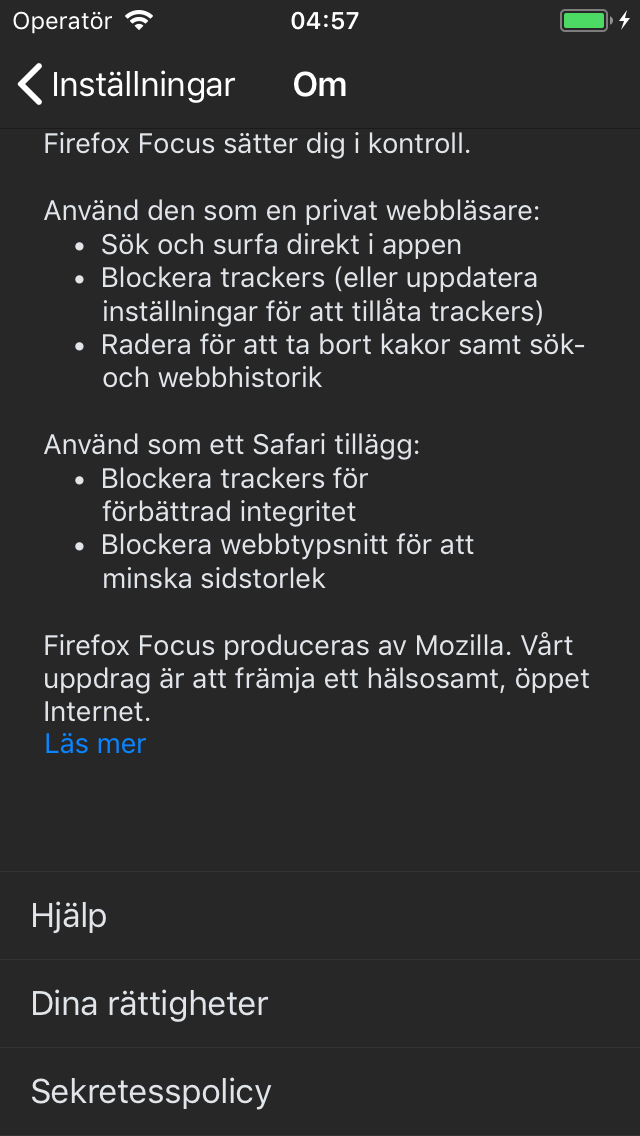 Operatör 04:57
Inställningar Om
Firefox Focus sätter dig i kontroll.
Använd den som en privat webbläsare:
• Sök och surfa direkt i appen
• Blockera trackers (eller uppdatera
inställningar för att tillåta trackers)
• Radera för att ta bort kakor samt sök-
och webbhistorik
Använd som ett Safari tillägg:
• Blockera trackers för
förbättrad integritet
• Blockera webbtypsnitt för att
minska sidstorlek
Firefox Focus produceras av Mozilla. Vårt
uppdrag är att främja ett hälsosamt, öppet
Internet.
Läs mer
Hjälp
Dina rättigheter
Sekretesspolicy